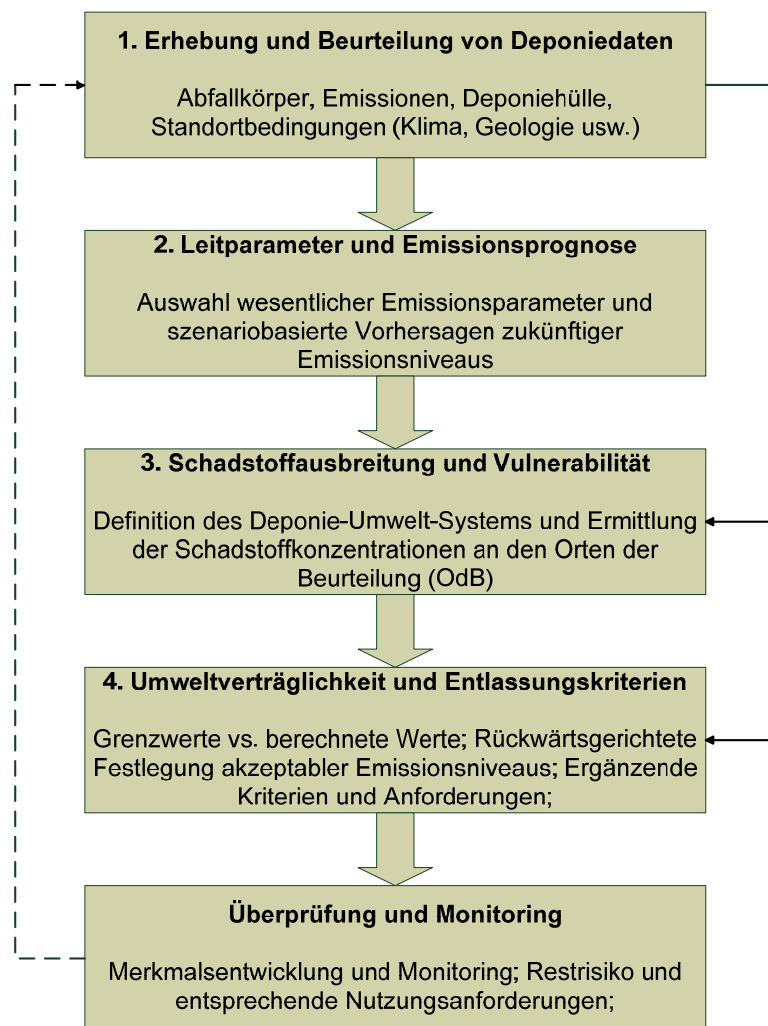 1. Erhebung und Beurteilung von Deponiedaten
Abfallkörper, Emissionen, Deponiehülle,
Standortbedingungen (Klima, Geologie usw.)
2. Leitparameter und Emissionsprognose
Auswahl wesentlicher Emissionsparameter und
szenariobasierte Vorhersagen zukünftiger
Emissionsniveaus
3. Schadstoffausbreitung und Vulnerabilität
Definition des Deponie-Umwelt-Systems und Ermittlung
der Schadstoffkonzentrationen an den Orten der
Beurteilung (OdB)
4. Umweltverträglichkeit und Entlassungskriterien
Grenzwerte vs. berechnete Werte; Rückwärtsgerichtete
Festlegung akzeptabler Emissionsniveaus; Ergänzende
Kriterien und Anforderungen;
Überprüfung und Monitoring
Merkmalsentwicklung und Monitoring; Restrisiko und
entsprechende Nutzungsanforderungen;